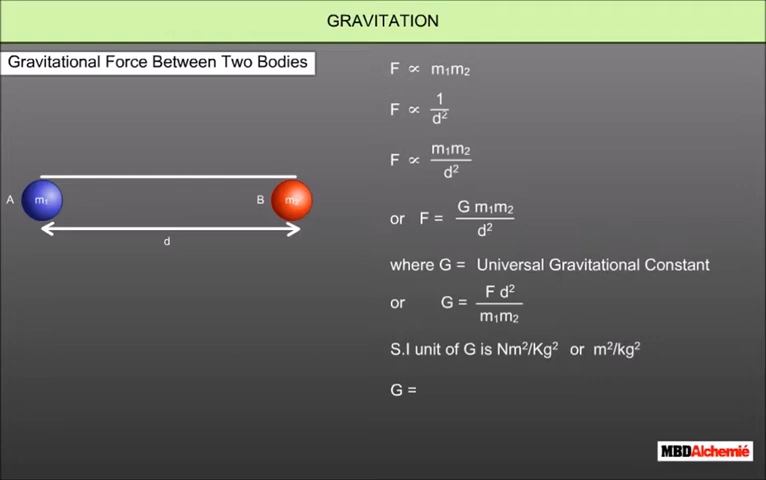 GRAVITATION
Gravitational Force Between Two Bodies
A m₁ B m₂
d
F ∝ m₁m₂
F ∝ 1/d²
F ∝ m₁m₂/d²
or F = G m₁m₂/d²
where G = Universal Gravitational Constant
or G = F d²/m₁m₂
S.I unit of G is Nm²/Kg² or m²/kg²
G =
MBDAlchemié